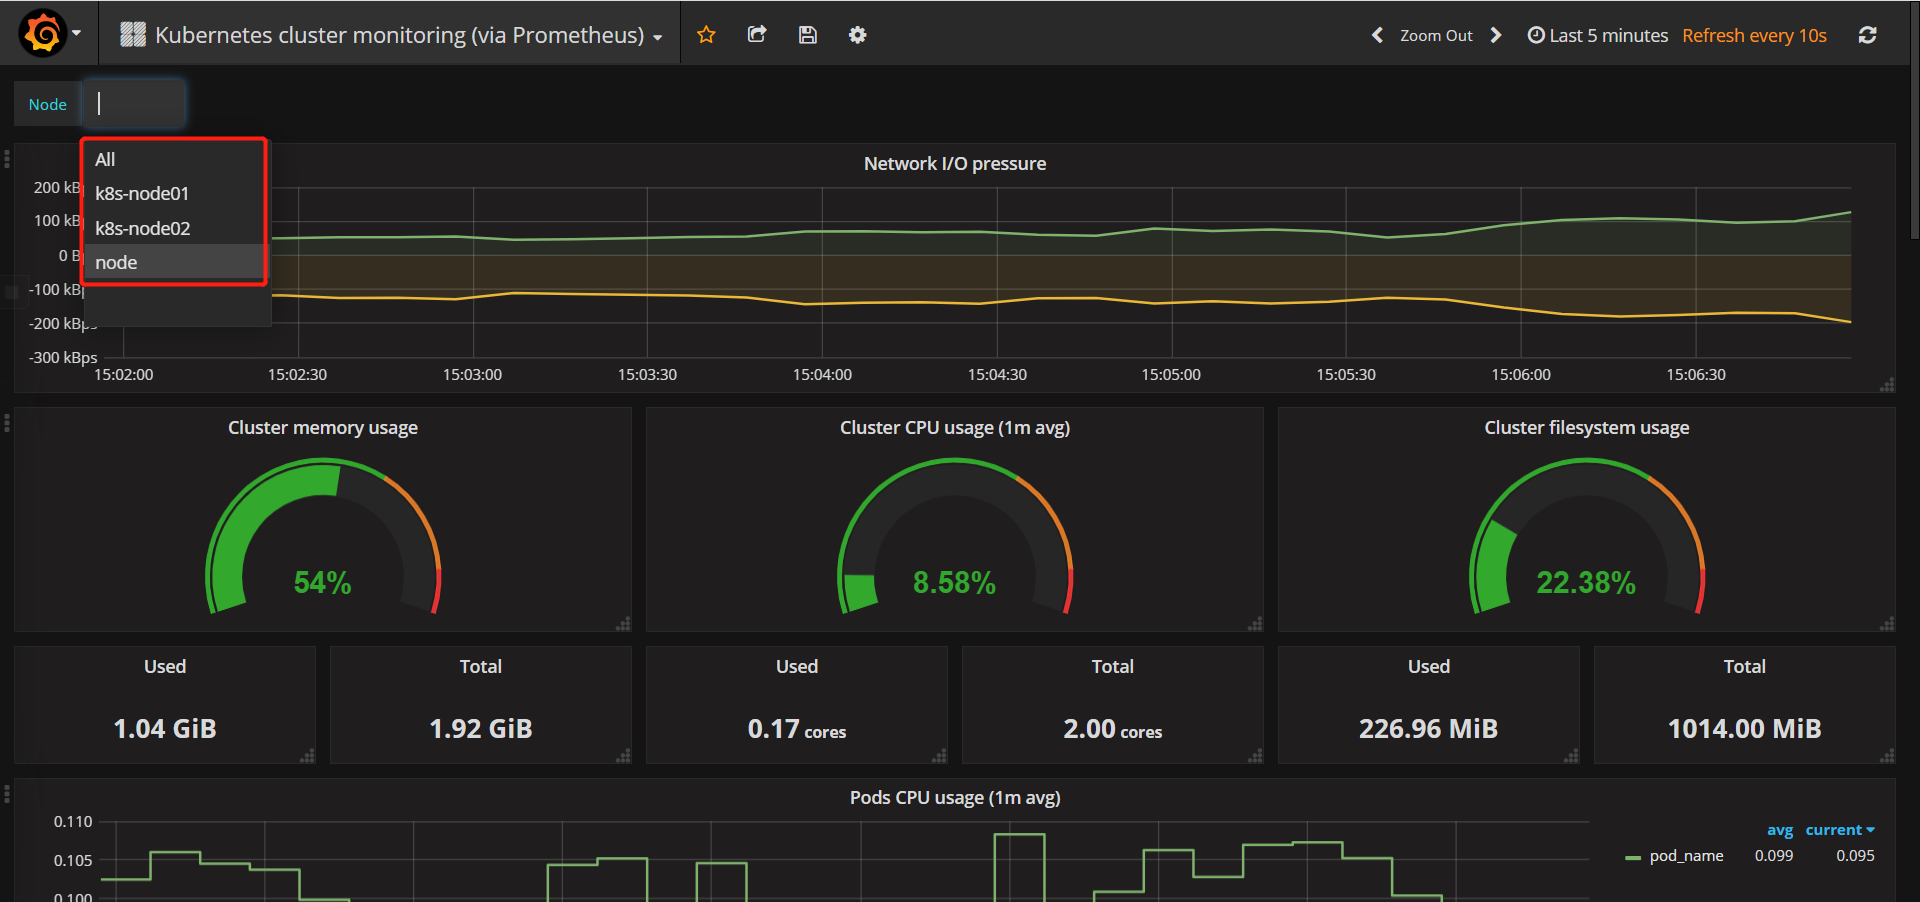 Kubernetes cluster monitoring (via Prometheus)
Zoom Out
Last 5 minutes
Refresh every 10s
Node
All
k8s-node01
k8s-node02
node
Network I/O pressure
200 kB
100 kB
0 B
-100 kB
-200 kBps
-300 kBps
15:02:00
15:02:30
15:03:00
15:03:30
15:04:00
15:04:30
15:05:00
15:05:30
15:06:00
15:06:30
Cluster memory usage
54%
Cluster CPU usage (1m avg)
8.58%
Cluster filesystem usage
22.38%
Used
1.04 GiB
Total
1.92 GiB
Used
0.17 cores
Total
2.00 cores
Used
226.96 MiB
Total
1014.00 MiB
Pods CPU usage (1m avg)
0.110
0.105
0.100
avg current
pod_name 0.099 0.095